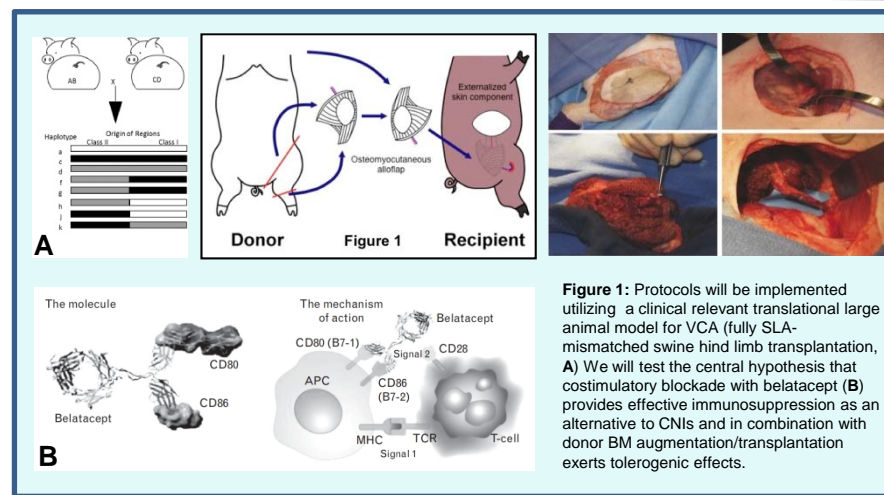 AB
x
CD
Origin of Regions
Haplotype
Class II
Class I
a
c
d
f
g
h
j
k
A
Externalized
skin component
Osteomyocutaneous
alloflap
Donor
Figure 1
Recipient
The molecule
CD80
CD86
Belatacept
B
The mechanism
of action
Belatacept
CD80 (B7-1)
Signal 2
CD28
CD86
(B7-2)
APC
MHC
TCR
Signal 1
T-cell
Figure 1: Protocols will be implemented
utilizing a clinical relevant translational large
animal model for VCA (fully SLA-
mismatched swine hind limb transplantation,
A) We will test the central hypothesis that
costimulatory blockade with belatacept (B)
provides effective immunosuppression as an
alternative to CNIs and in combination with
donor BM augmentation/transplantation
exerts tolerogenic effects.